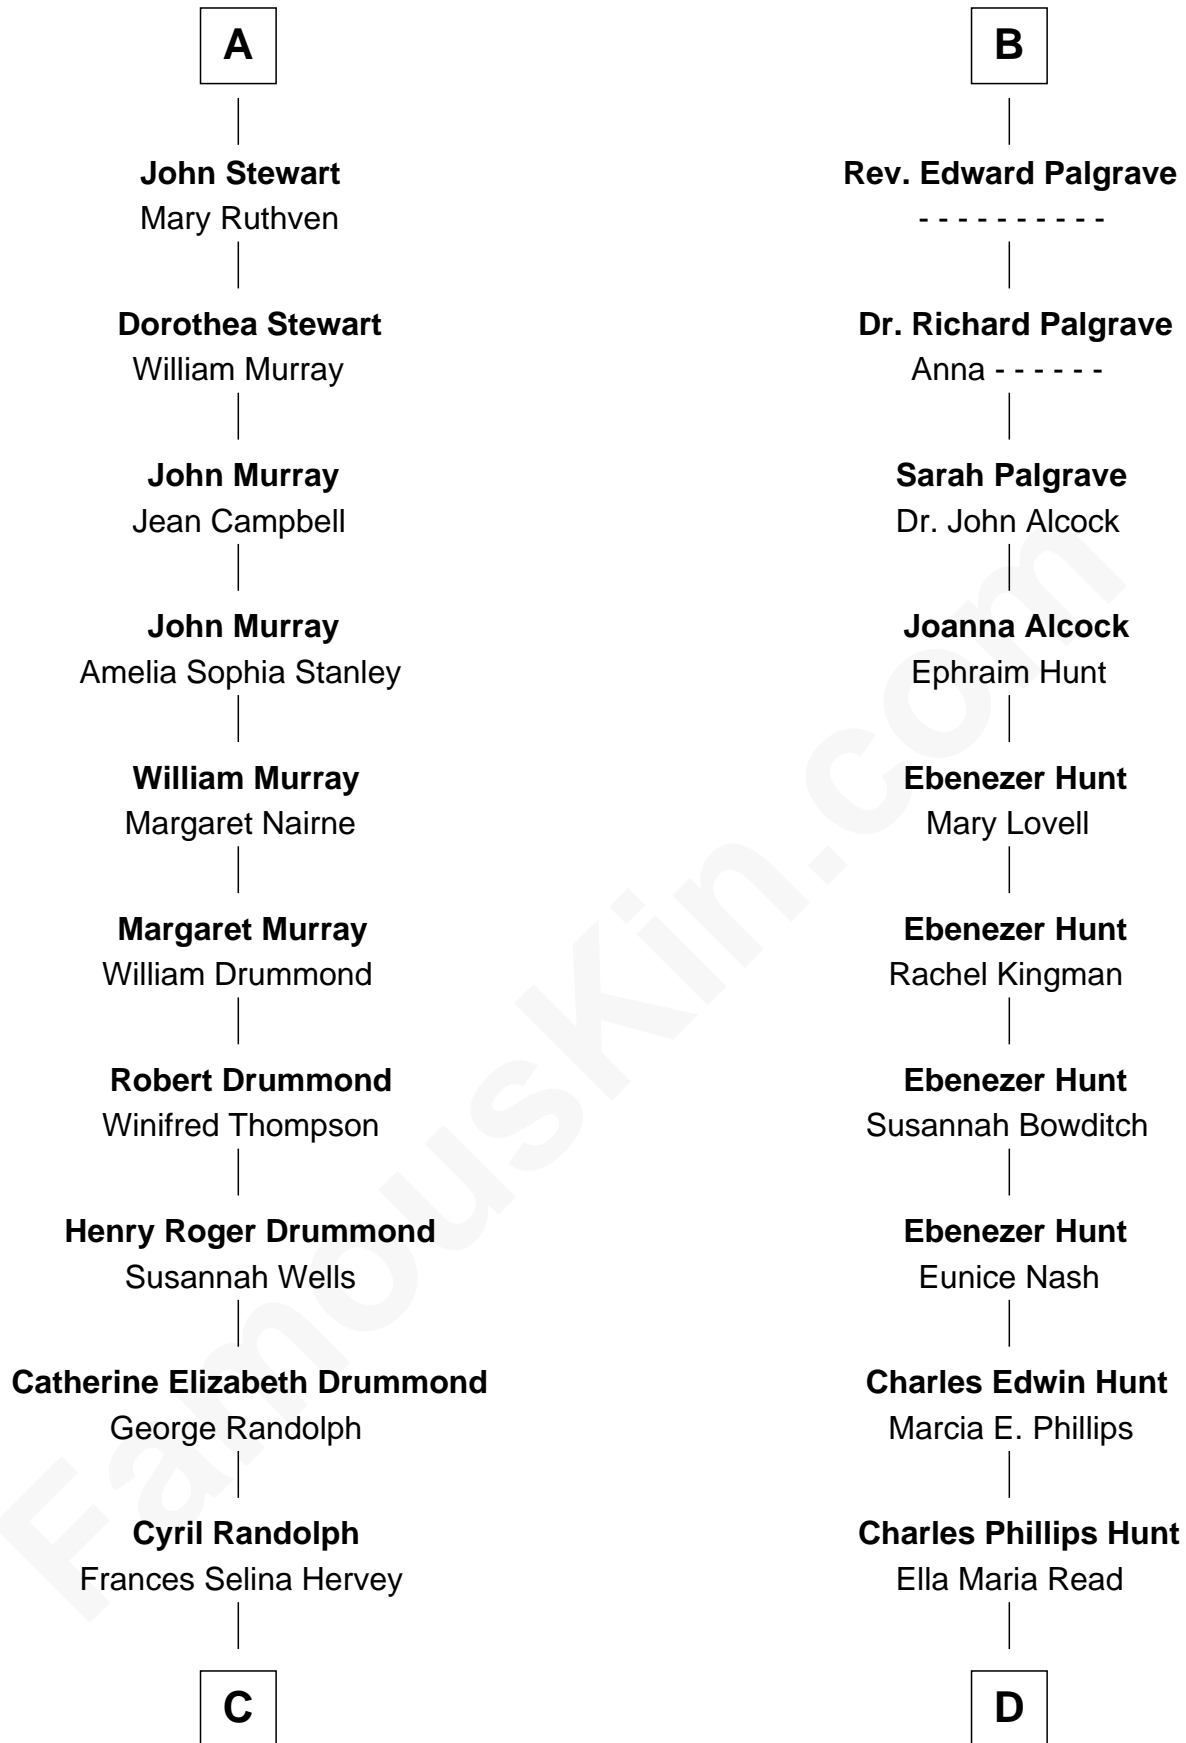 A
John Stewart
Mary Ruthven
Dorothea Stewart
William Murray
John Murray
Jean Campbell
John Murray
Amelia Sophia Stanley
William Murray
Margaret Nairne
Margaret Murray
William Drummond
Robert Drummond
Winifred Thompson
Henry Roger Drummond
Susannah Wells
Catherine Elizabeth Drummond
George Randolph
Cyril Randolph
Frances Selina Hervey
C
B
Rev. Edward Palgrave
- - - - - - - - - -
Dr. Richard Palgrave
Anna - - - - - -
Sarah Palgrave
Dr. John Alcock
Joanna Alcock
Ephraim Hunt
Ebenezer Hunt
Mary Lovell
Ebenezer Hunt
Rachel Kingman
Ebenezer Hunt
Susannah Bowditch
Ebenezer Hunt
Eunice Nash
Charles Edwin Hunt
Marcia E. Phillips
Charles Phillips Hunt
Ella Maria Read
D
FamousKin.com